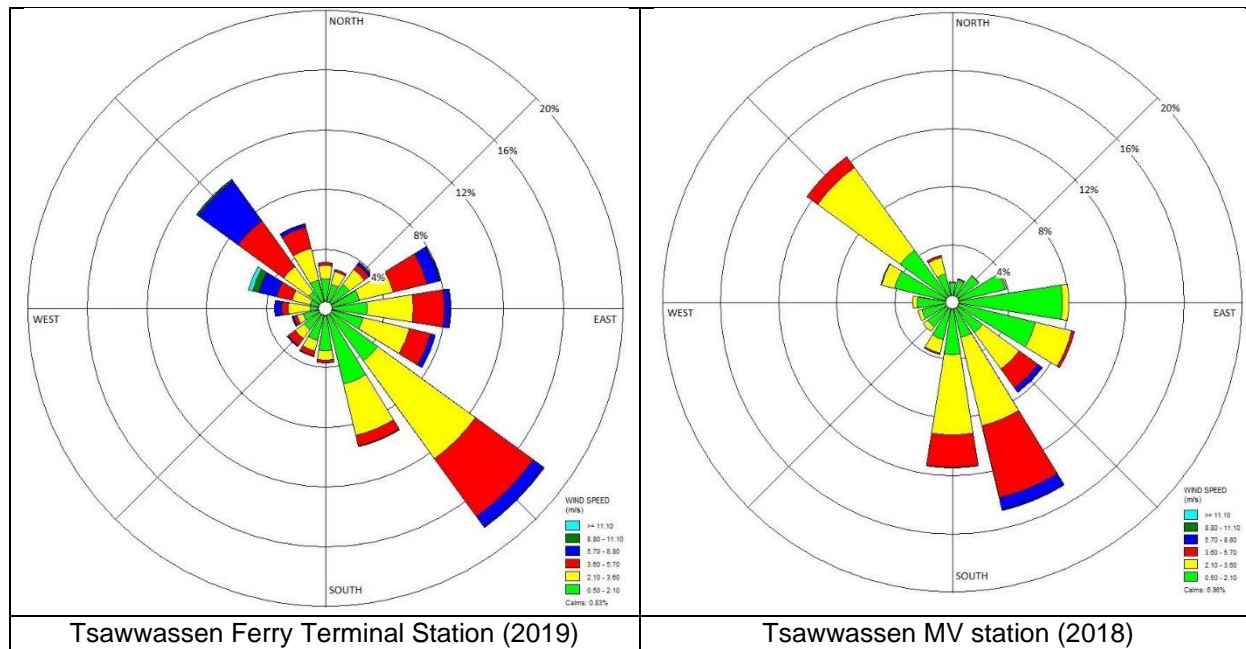 NORTH
20%
16%
12%
8%
4%
WEST
EAST
SOUTH
WIND SPEED
(m/s)
>= 11.10
8.80 - 11.10
5.70 - 8.80
3.60 - 5.70
2.10 - 3.60
0.50 - 2.10
Calms: 0.83%
Tsawwassen Ferry Terminal Station (2019)
NORTH
20%
16%
12%
8%
4%
WEST
EAST
SOUTH
WIND SPEED
(m/s)
>= 11.10
8.80 - 11.10
5.70 - 8.80
3.60 - 5.70
2.10 - 3.60
0.50 - 2.10
Calms: 6.96%
Tsawwassen MV station (2018)